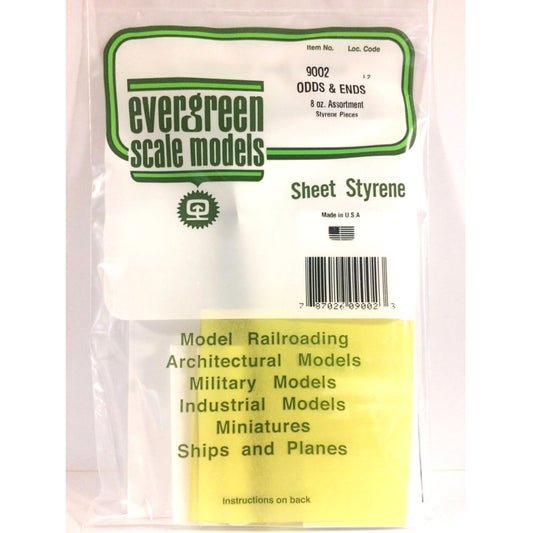 Item No. Loc. Code
9002 1-2
ODDS & ENDS
8 oz. Assortment
Styrene Pieces
evergreen
scale models
Sheet Styrene
Made in U.S.A
7 87026 09002 3
Model Railroading
Architectural Models
Military Models
Industrial Models
Miniatures
Ships and Planes
Instructions on back